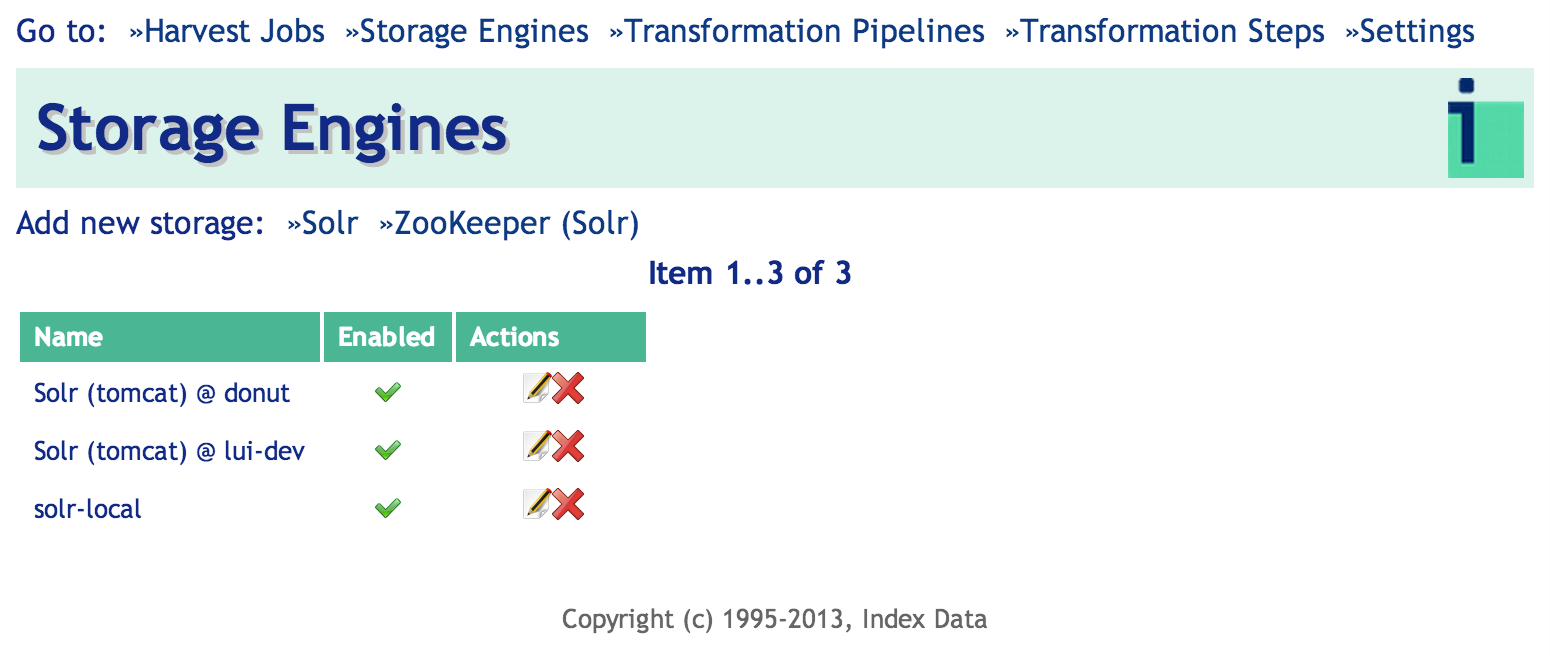 Go to: »Harvest Jobs »Storage Engines »Transformation Pipelines »Transformation Steps »Settings
Storage Engines
i
Add new storage: »Solr »ZooKeeper (Solr)
Item 1..3 of 3
Name Enabled Actions
Solr (tomcat) @ donut
Solr (tomcat) @ lui-dev
solr-local
Copyright (c) 1995-2013, Index Data